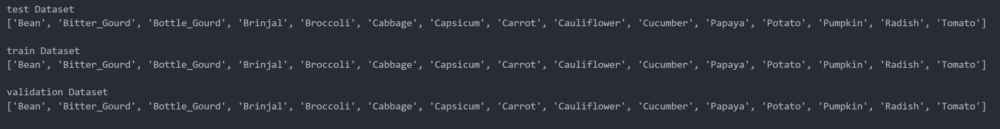 test Dataset
['Bean', 'Bitter_Gourd', 'Bottle_Gourd', 'Brinjal', 'Broccoli', 'Cabbage', 'Capsicum', 'Carrot', 'Cauliflower', 'Cucumber', 'Papaya', 'Potato', 'Pumpkin', 'Radish', 'Tomato']
train Dataset
['Bean', 'Bitter_Gourd', 'Bottle_Gourd', 'Brinjal', 'Broccoli', 'Cabbage', 'Capsicum', 'Carrot', 'Cauliflower', 'Cucumber', 'Papaya', 'Potato', 'Pumpkin', 'Radish', 'Tomato']
validation Dataset
['Bean', 'Bitter_Gourd', 'Bottle_Gourd', 'Brinjal', 'Broccoli', 'Cabbage', 'Capsicum', 'Carrot', 'Cauliflower', 'Cucumber', 'Papaya', 'Potato', 'Pumpkin', 'Radish', 'Tomato']